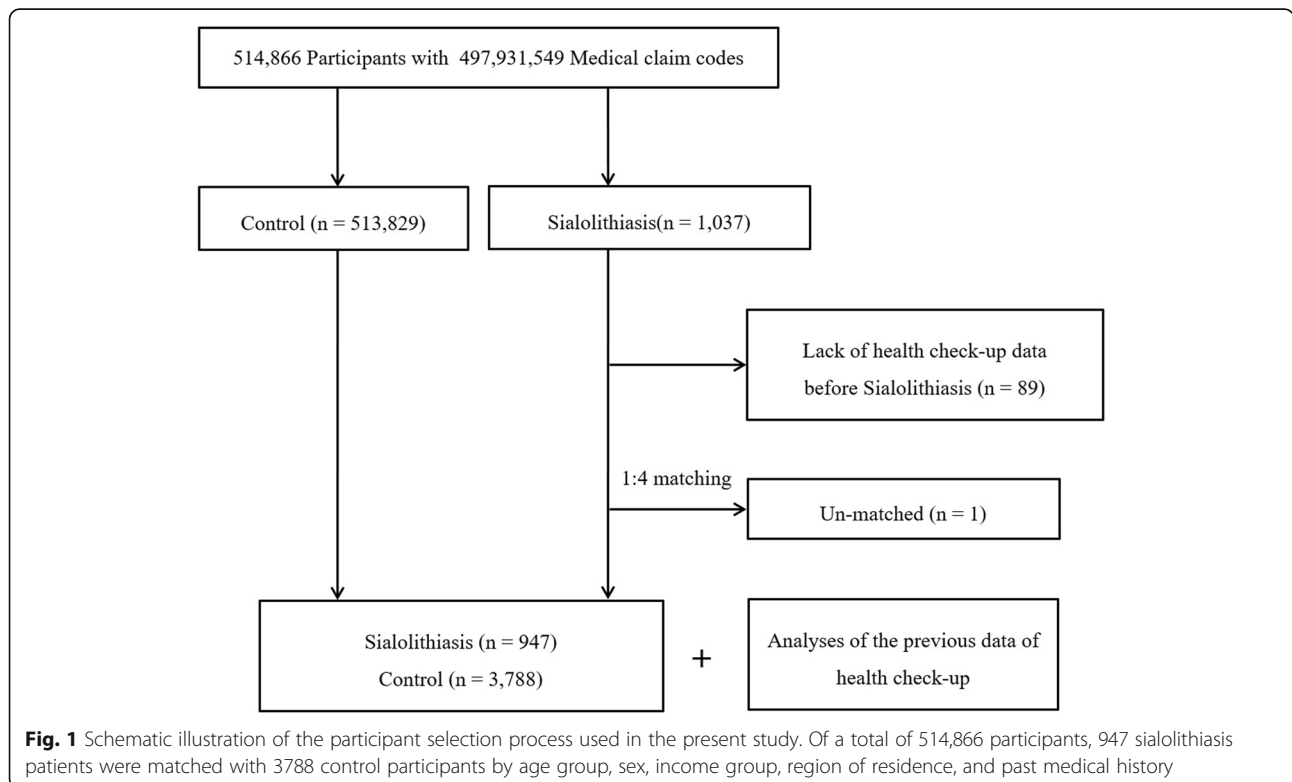 514,866 Participants with 497,931,549 Medical claim codes
Control (n = 513,829)
Sialolithiasis(n = 1,037)
Lack of health check-up data
before Sialolithiasis (n = 89)
1:4 matching
Un-matched (n = 1)
Sialolithiasis (n = 947)
Control (n = 3,788)
+
Analyses of the previous data of
health check-up
Fig. 1 Schematic illustration of the participant selection process used in the present study. Of a total of 514,866 participants, 947 sialolithiasis
patients were matched with 3788 control participants by age group, sex, income group, region of residence, and past medical history